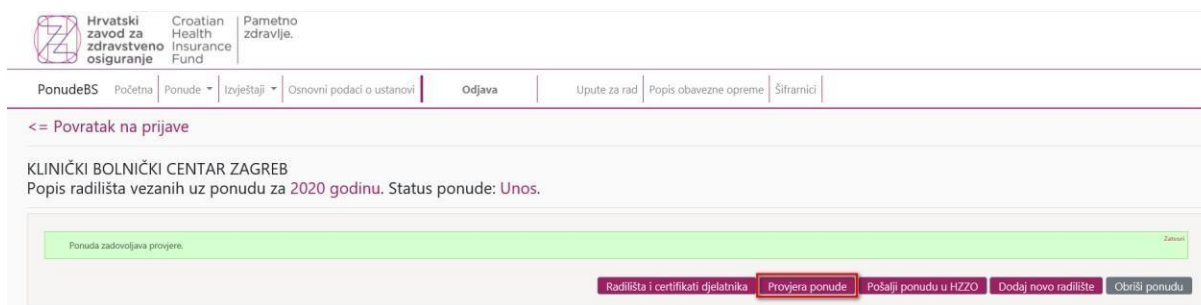 Hrvatski zavod za zdravstveno osiguranje
Croatian Health Insurance Fund
Pametno zdravlje.
PonudeBS Početna Ponude Izvještaji Osnovni podaci o ustanovi Odjava Upute za rad Popis obavezne opreme Šifrarnici
<= Povratak na prijave
KLINIČKI BOLNIČKI CENTAR ZAGREB
Popis radilišta vezanih uz ponudu za 2020 godinu. Status ponude: Unos.
Ponuda zadovoljava provjere. Zatvori
Radilišta i certifikati djelatnika Provjera ponude Pošalji ponudu u HZZO Dodaj novo radilište Obriši ponudu